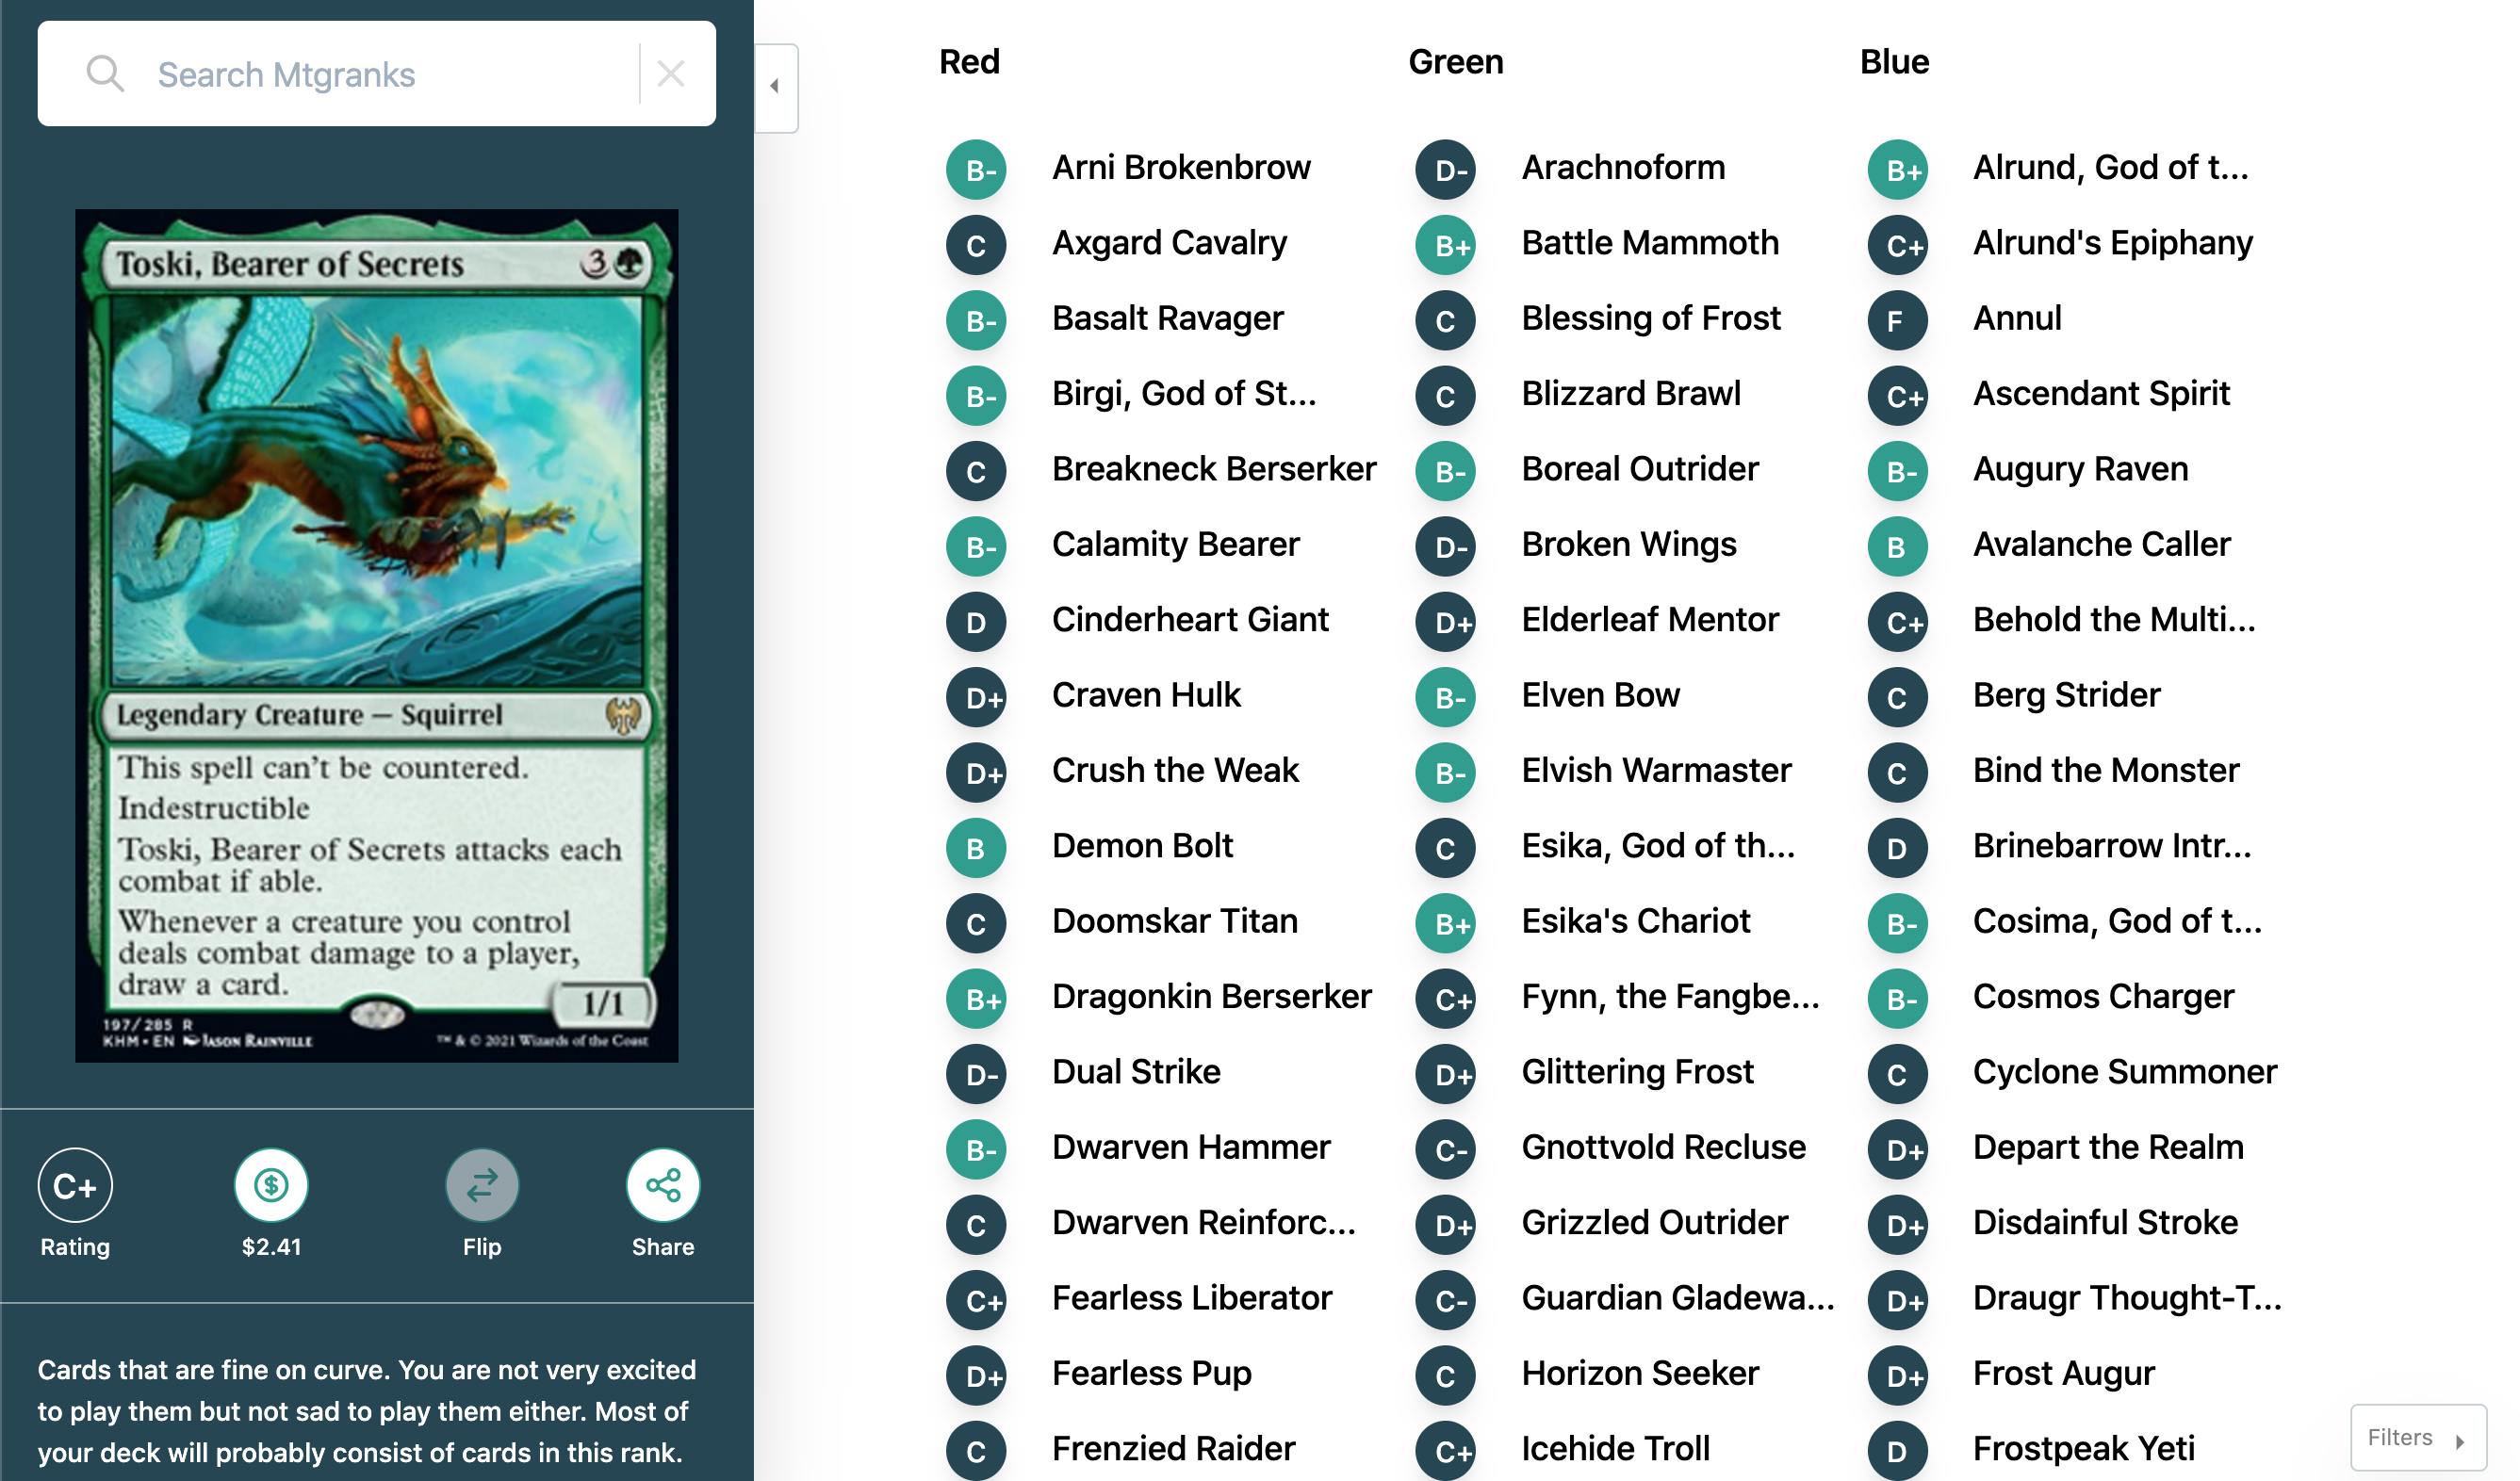 Search Mtgranks
Toski, Bearer of Secrets
3
Legendary Creature — Squirrel
This spell can't be countered.
Indestructible
Toski, Bearer of Secrets attacks each
combat if able.
Whenever a creature you control
deals combat damage to a player,
draw a card.
1/1
197/285 R
KHM • EN JASON RAINVILLE
™ & © 2021 Wizards of the Coast
C+
Rating
$2.41
Flip
Share
Cards that are fine on curve. You are not very excited
to play them but not sad to play them either. Most of
your deck will probably consist of cards in this rank.
Red
B- Arni Brokenbrow
C Axgard Cavalry
B- Basalt Ravager
B- Birgi, God of St...
C Breakneck Berserker
B- Calamity Bearer
D Cinderheart Giant
D+ Craven Hulk
D+ Crush the Weak
B Demon Bolt
C Doomskar Titan
B+ Dragonkin Berserker
D- Dual Strike
B- Dwarven Hammer
C Dwarven Reinforc...
C+ Fearless Liberator
D+ Fearless Pup
C Frenzied Raider
Green
D- Arachnoform
B+ Battle Mammoth
C Blessing of Frost
C Blizzard Brawl
B- Boreal Outrider
D- Broken Wings
D+ Elderleaf Mentor
B- Elven Bow
B- Elvish Warmaster
C Esika, God of th...
B+ Esika's Chariot
C+ Fynn, the Fangbe...
D+ Glittering Frost
C- Gnottvold Recluse
D+ Grizzled Outrider
C- Guardian Gladewa...
C Horizon Seeker
C+ Icehide Troll
Blue
B+ Alrund, God of t...
C+ Alrund's Epiphany
F Annul
C+ Ascendant Spirit
B- Augury Raven
B Avalanche Caller
C+ Behold the Multi...
C Berg Strider
C Bind the Monster
D Brinebarrow Intr...
B- Cosima, God of t...
B- Cosmos Charger
C Cyclone Summoner
D+ Depart the Realm
D+ Disdainful Stroke
D+ Draugr Thought-T...
D+ Frost Augur
D Frostpeak Yeti
Filters